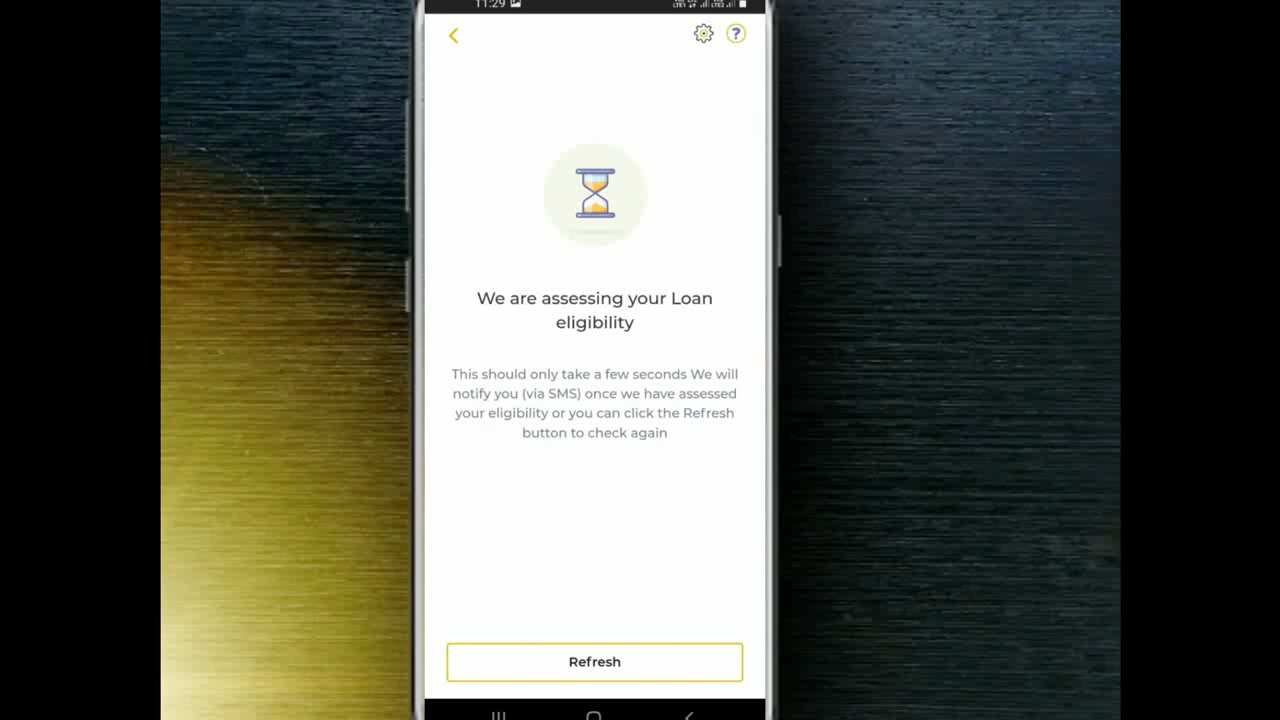 11:29
?
We are assessing your Loan
eligibility
This should only take a few seconds We will
notify you (via SMS) once we have assessed
your eligibility or you can click the Refresh
button to check again
Refresh